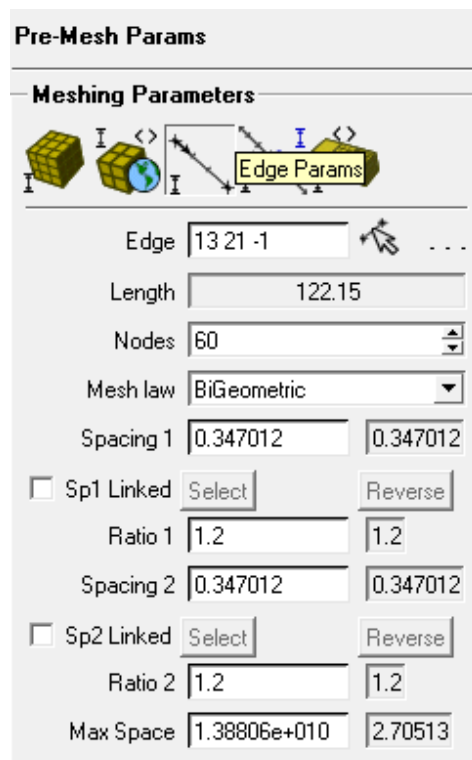 Pre-Mesh Params
Meshing Parameters
Edge Params
Edge 13 21 -1 ...
Length 122.15
Nodes 60
Mesh law BiGeometric
Spacing 1 0.347012 0.347012
Sp1 Linked Select Reverse
Ratio 1 1.2 1.2
Spacing 2 0.347012 0.347012
Sp2 Linked Select Reverse
Ratio 2 1.2 1.2
Max Space 1.38806e+010 2.70513